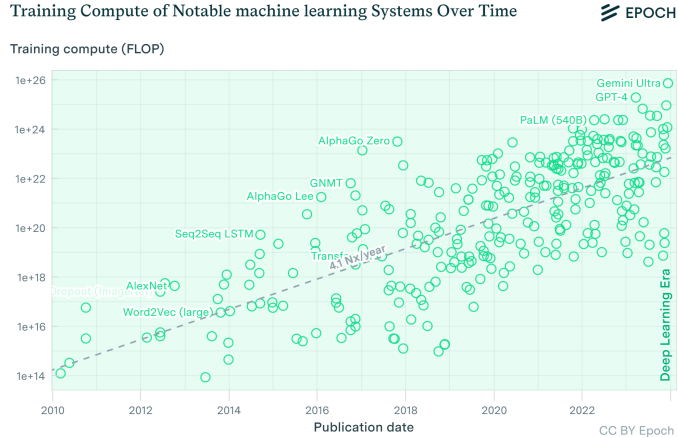 Training Compute of Notable machine learning Systems Over Time
EPOCH
Training compute (FLOP)
1e+26
Gemini Ultra
GPT-4
1e+24
PaLM (540B)
AlphaGo Zero
1e+22
GNMT
AlphaGo Lee
1e+20
Seq2Seq LSTM
4.1 Nx/year
1e+18
AlexNet
Dropout
Word2Vec (large)
1e+16
1e+14
Deep Learning Era
2010
2012
2014
2016
2018
2020
2022
Publication date
CC BY Epoch